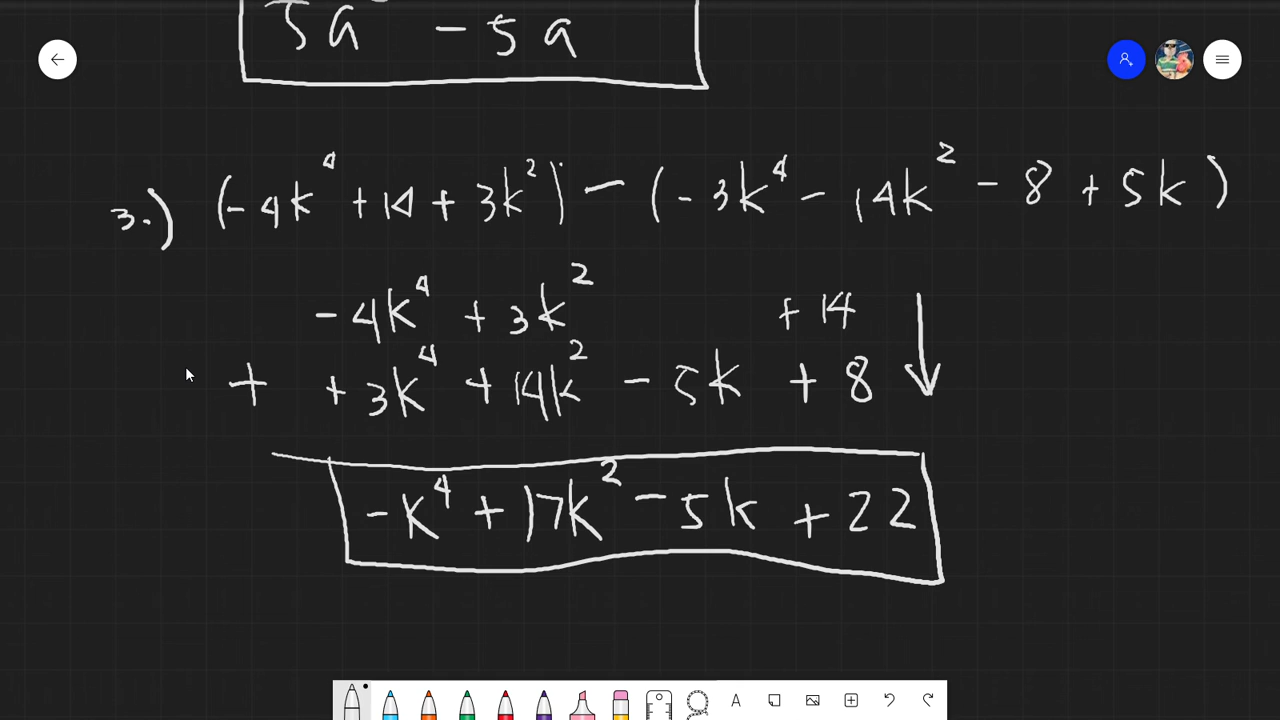 5a - 5a
3.) (-4k⁴ + 14 + 3k²) - (-3k⁴ - 14k² - 8 + 5k)
-4k⁴ + 3k² + 14
+ +3k⁴ + 14k² - 5k + 8
-k⁴ + 17k² - 5k + 22
A